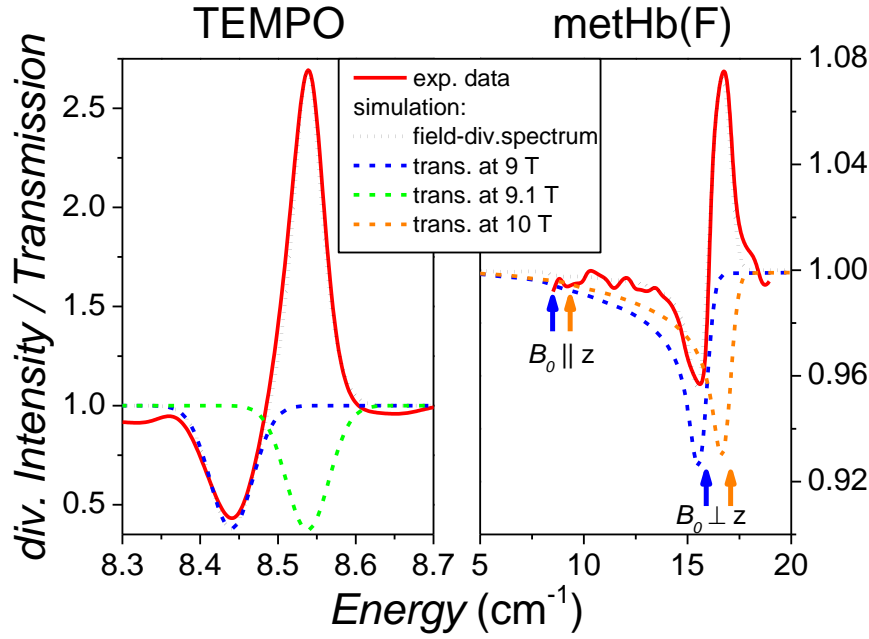 TEMPO
metHb(F)
div. Intensity / Transmission
2.5
2.0
1.5
1.0
0.5
8.3
8.4
8.5
8.6
8.7
exp. data
simulation:
field-div.spectrum
trans. at 9 T
trans. at 9.1 T
trans. at 10 T
B₀ || z
B₀ ⊥ z
1.08
1.04
1.00
0.96
0.92
5
10
15
20
Energy (cm⁻¹)